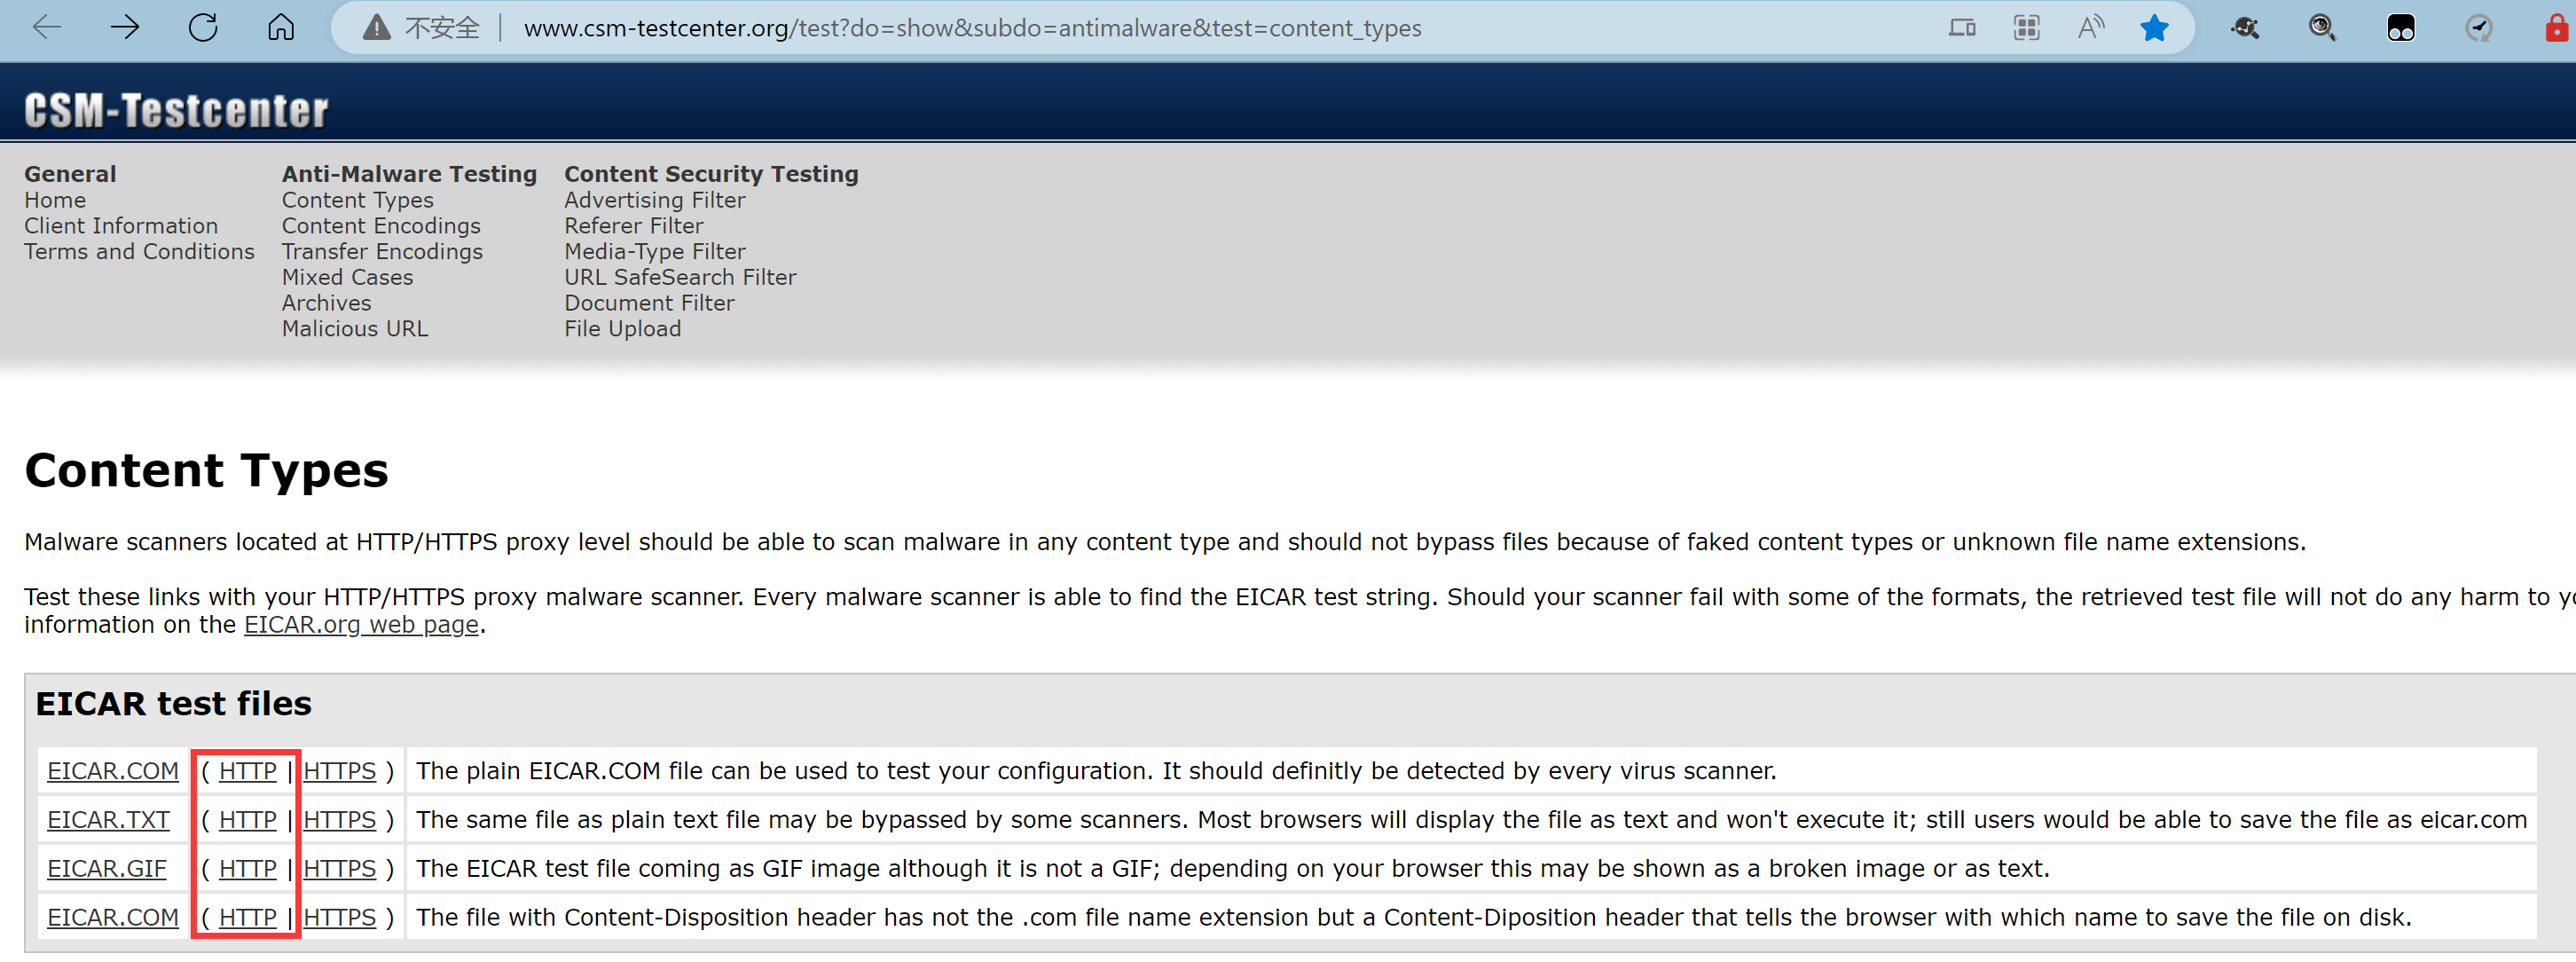 不安全 www.csm-testcenter.org/test?do=show&subdo=antimalware&test=content_types
CSM-Testcenter
General
Home
Client Information
Terms and Conditions
Anti-Malware Testing
Content Types
Content Encodings
Transfer Encodings
Mixed Cases
Archives
Malicious URL
Content Security Testing
Advertising Filter
Referer Filter
Media-Type Filter
URL SafeSearch Filter
Document Filter
File Upload
Content Types
Malware scanners located at HTTP/HTTPS proxy level should be able to scan malware in any content type and should not bypass files because of faked content types or unknown file name extensions.
Test these links with your HTTP/HTTPS proxy malware scanner. Every malware scanner is able to find the EICAR test string. Should your scanner fail with some of the formats, the retrieved test file will not do any harm to
information on the EICAR.org web page.
EICAR test files
EICAR.COM ( HTTP | HTTPS ) The plain EICAR.COM file can be used to test your configuration. It should definitly be detected by every virus scanner.
EICAR.TXT ( HTTP | HTTPS ) The same file as plain text file may be bypassed by some scanners. Most browsers will display the file as text and won't execute it; still users would be able to save the file as eicar.com
EICAR.GIF ( HTTP | HTTPS ) The EICAR test file coming as GIF image although it is not a GIF; depending on your browser this may be shown as a broken image or as text.
EICAR.COM ( HTTP | HTTPS ) The file with Content-Disposition header has not the .com file name extension but a Content-Diposition header that tells the browser with which name to save the file on disk.